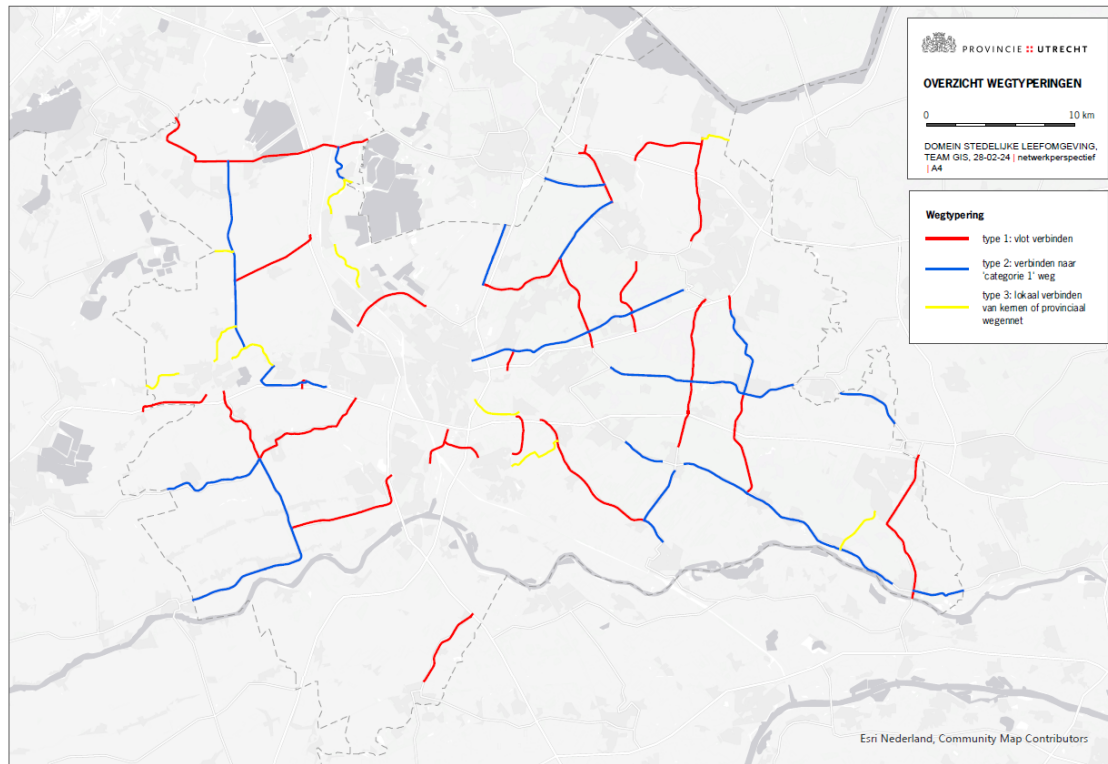 PROVINCIE UTRECHT
OVERZICHT WEGTYPERINGEN
0 10 km
DOMEIN STEDELIJKE LEEFOMGEVING,
TEAM GIS, 28-02-24 | netwerkperspectief
| A4
Wegtypering
type 1: vlot verbinden
type 2: verbinden naar
'categorie 1' weg
type 3: lokaal verbinden
van kernen of provinciaal
wegennet
Esri Nederland, Community Map Contributors